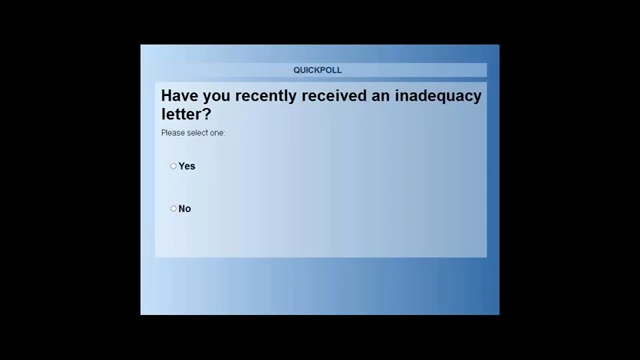 QUICKPOLL
Have you recently received an inadequacy
letter?
Please select one:
Yes
No